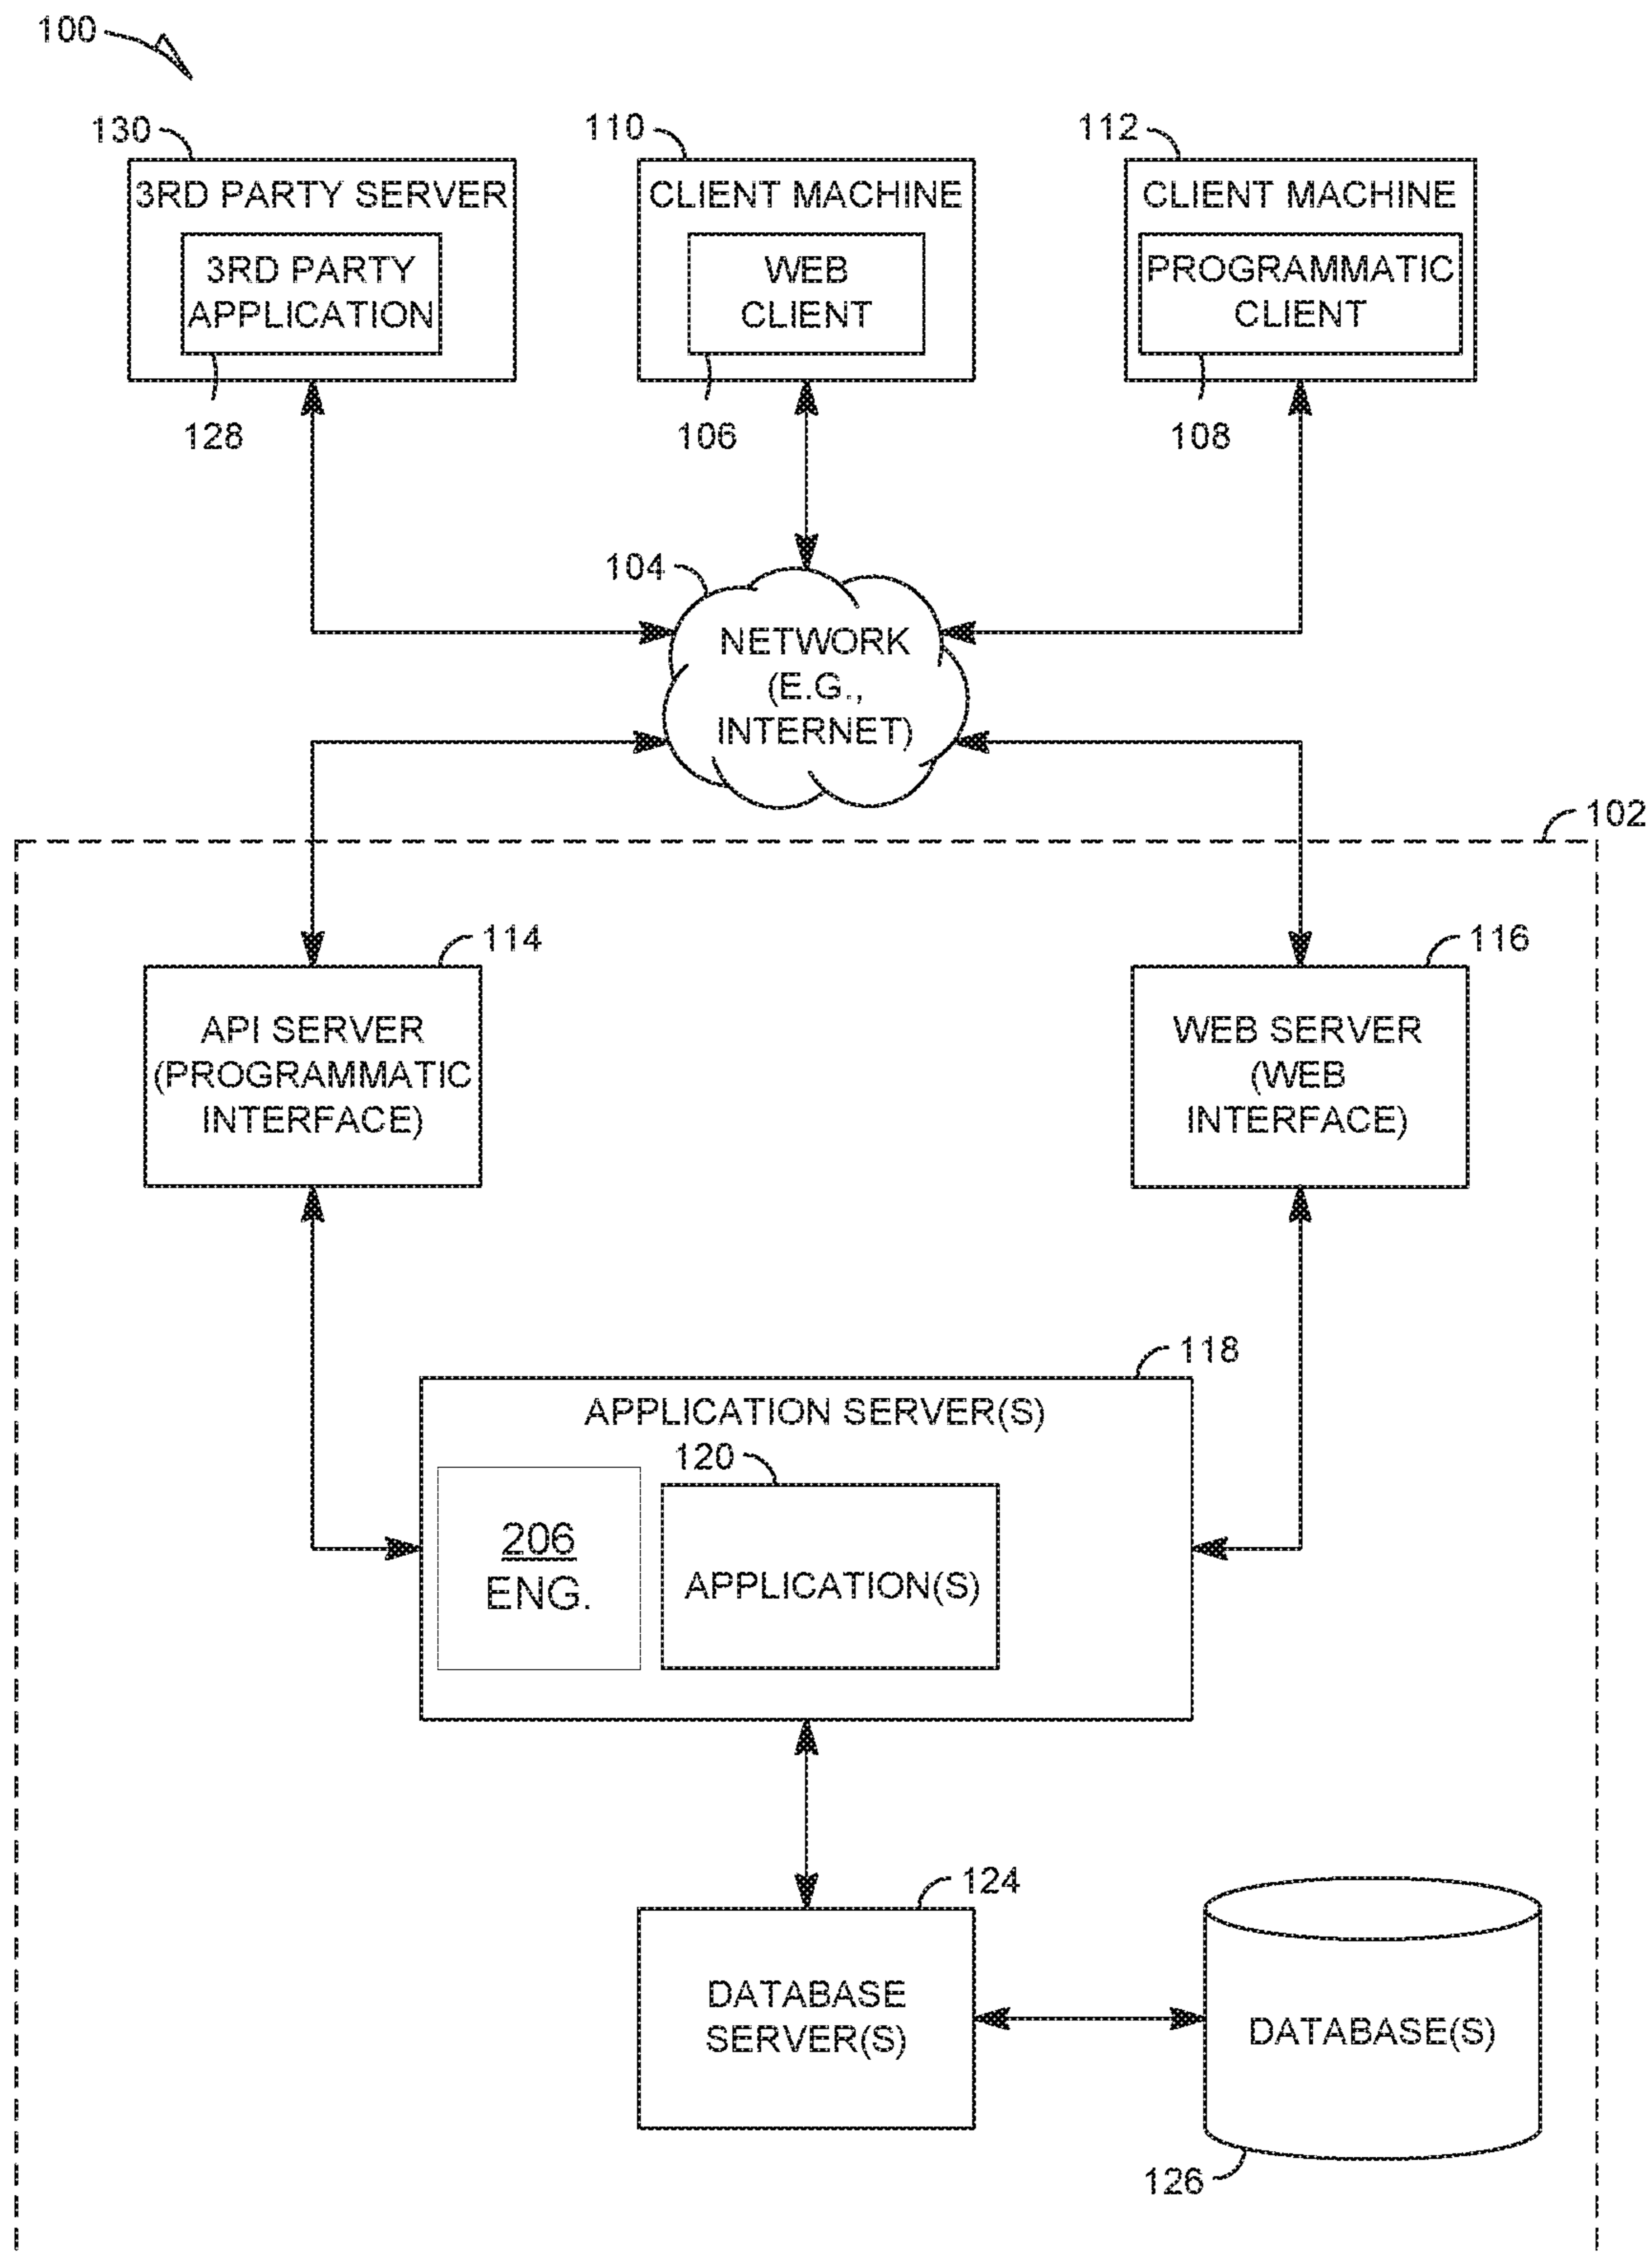 100
130
110
112
3RD PARTY SERVER
CLIENT MACHINE
CLIENT MACHINE
3RD PARTY
APPLICATION
WEB
CLIENT
PROGRAMMATIC
CLIENT
128
106
108
104
NETWORK
(E.G.,
INTERNET)
102
114
116
API SERVER
(PROGRAMMATIC
INTERFACE)
WEB SERVER
(WEB
INTERFACE)
118
APPLICATION SERVER(S)
120
206
ENG.
APPLICATION(S)
124
DATABASE
SERVER(S)
DATABASE(S)
126